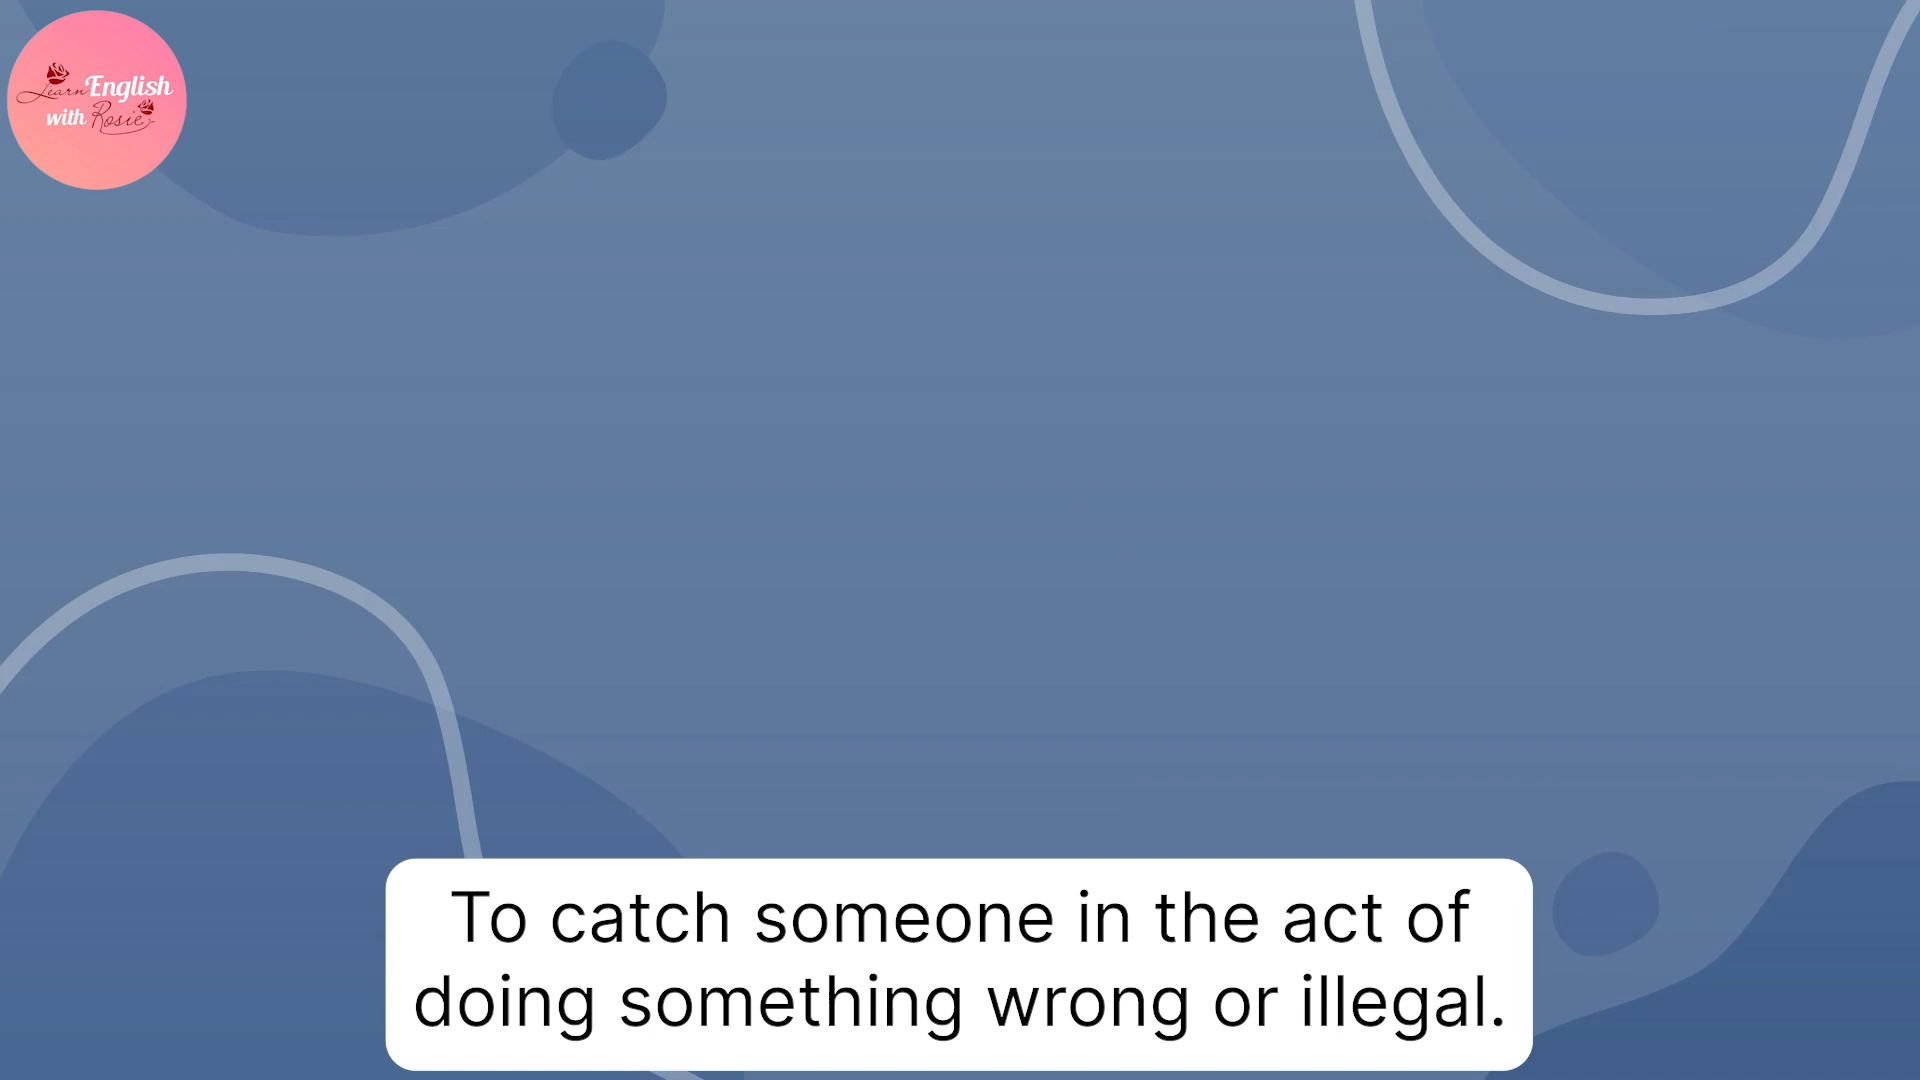 Learn English
with Rosie
To catch someone in the act of
doing something wrong or illegal.